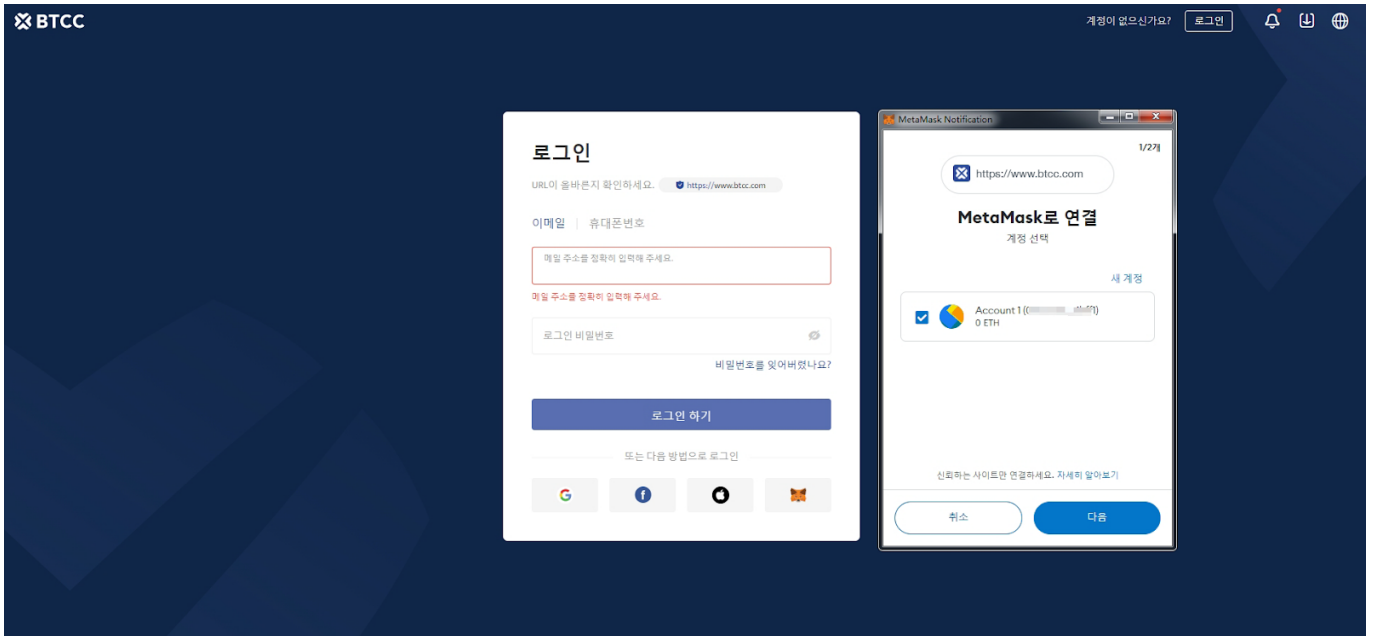 BTCC
계정이 없으신가요? 로그인
로그인
URL이 올바른지 확인하세요. https://www.btcc.com
이메일 | 휴대폰번호
메일 주소를 정확히 입력해 주세요.
메일 주소를 정확히 입력해 주세요.
로그인 비밀번호
비밀번호를 잊어버렸나요?
로그인 하기
또는 다음 방법으로 로그인
MetaMask Notification
1/2개
https://www.btcc.com
MetaMask로 연결
계정 선택
새 계정
Account 1
0 ETH
신뢰하는 사이트만 연결하세요. 자세히 알아보기
취소
다음